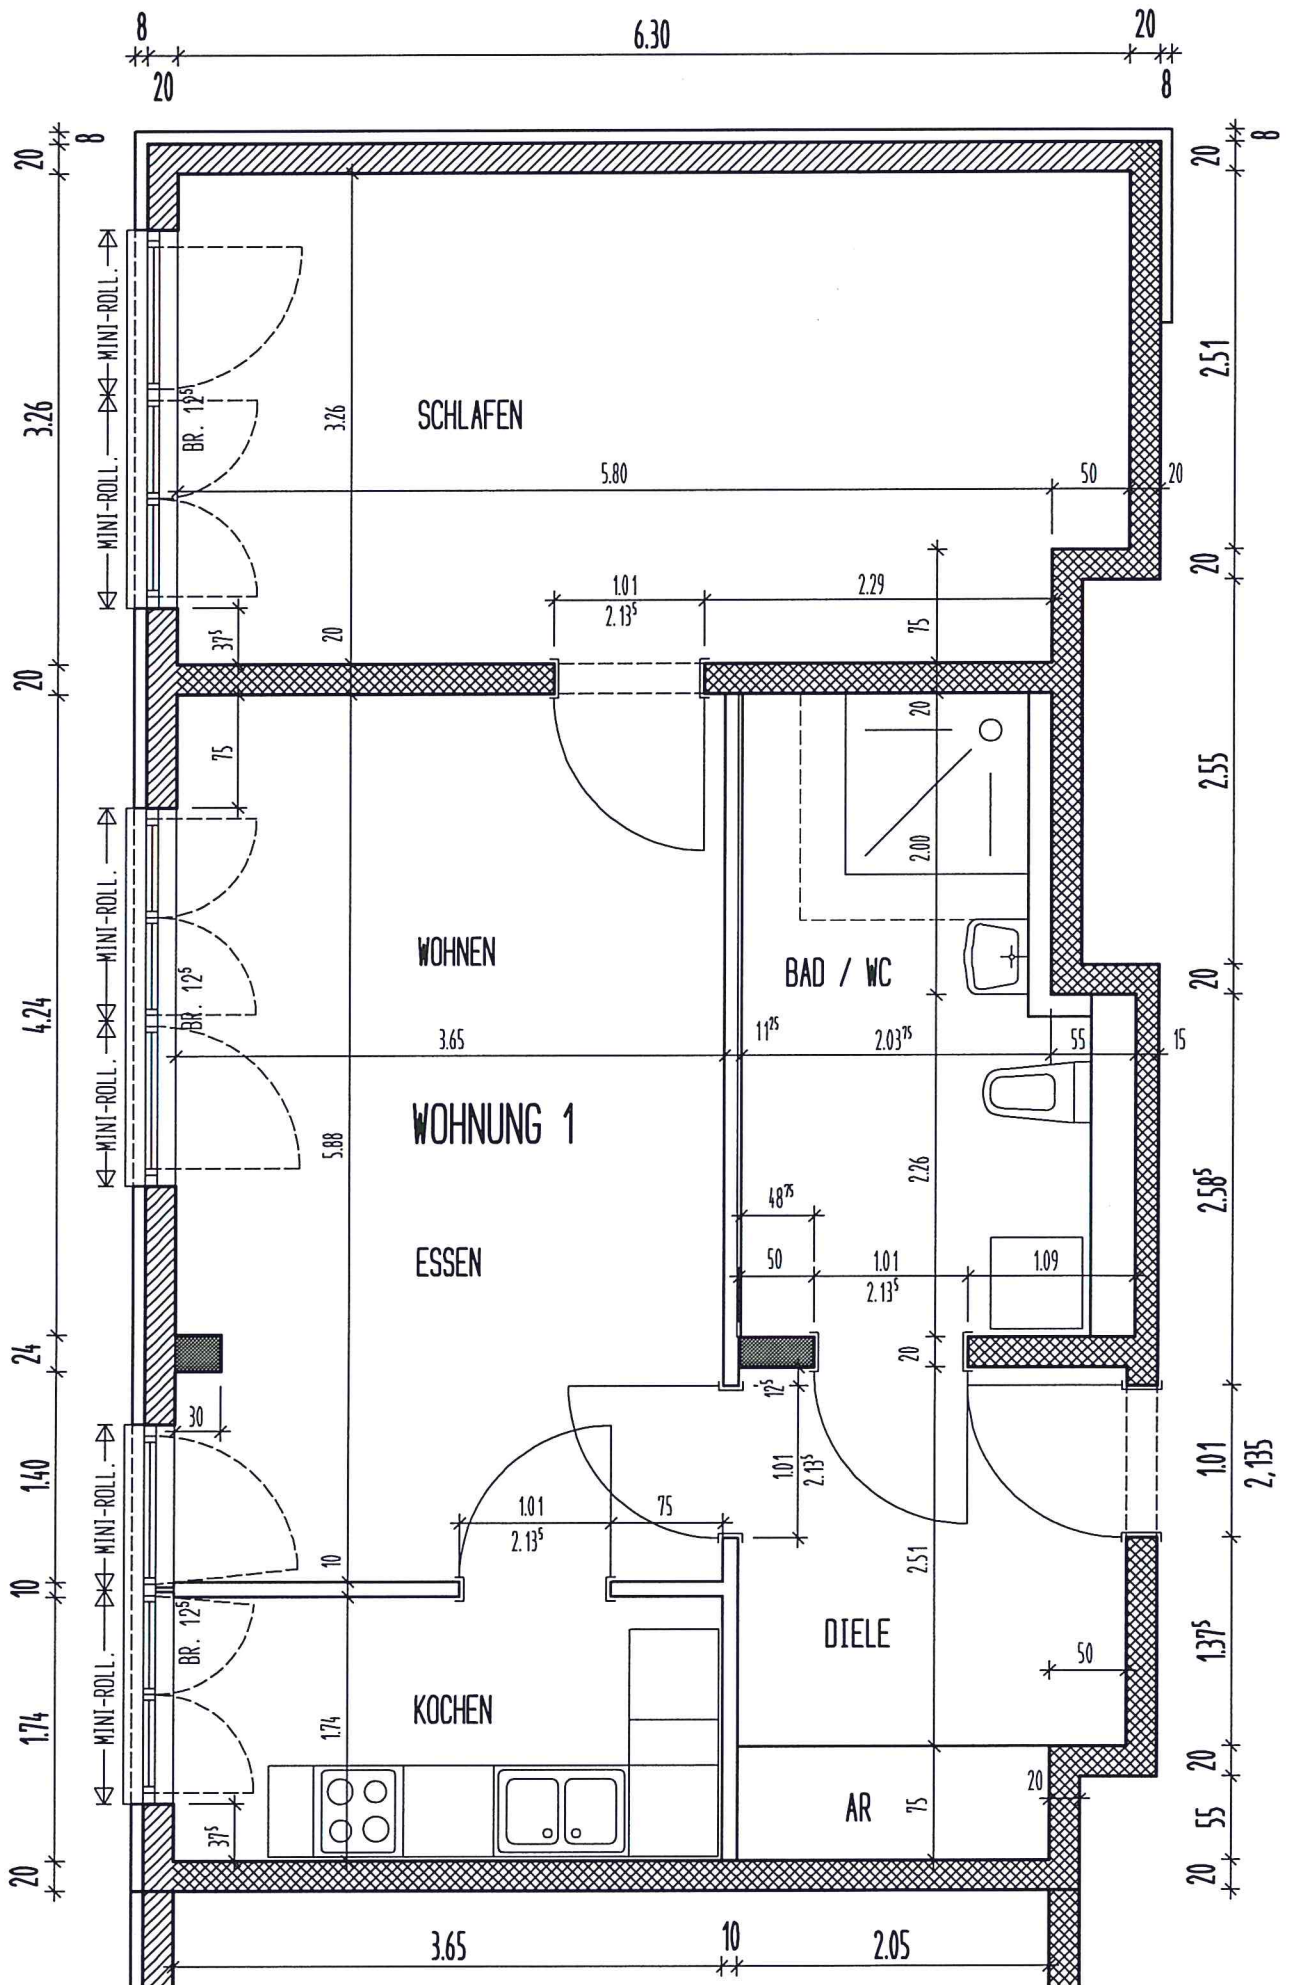 8 6.30 20
20 8
8 8
20 20
MINI-ROLL.
2.51
3.26
BR. 12⁵
3.26
SCHLAFEN
MINI-ROLL.
5.80 50 20
20
1.01 2.29
2.13⁵
37⁵ 20 75
20
75 20
2.55
MINI-ROLL.
2.00
WOHNEN
BAD / WC
20
BR. 12⁵
4.24
3.65 11²⁵ 2.03⁷⁵ 55 15
MINI-ROLL.
WOHNUNG 1
5.88
2.26
2.58⁵
48⁷⁵
ESSEN
50 1.01 1.09
2.13⁵
24
20
12⁵
30
1.40
MINI-ROLL.
1.01
2.13⁵
1.01
2,135
1.01 75
2.13⁵
10
2.51
10
BR. 12⁵
DIELE
1.37⁵
50
MINI-ROLL.
KOCHEN
1.74
1.74
20
20
AR
75
55
37⁵
20 20
3.65 10 2.05